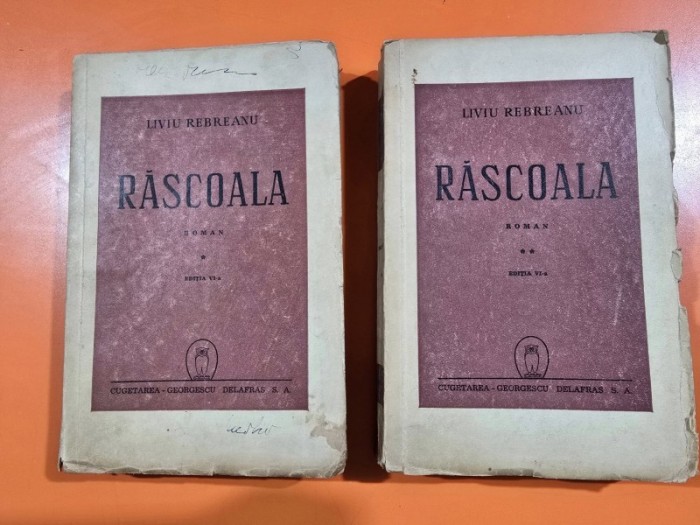 LIVIU REBREANU
RĂSCOALA
ROMAN
*
EDIȚIA VI-a
CUGETAREA - GEORGESCU DELAFRAS S. A.
LIVIU REBREANU
RĂSCOALA
ROMAN
**
EDIȚIA VI-a
CUGETAREA - GEORGESCU DELAFRAS S. A.